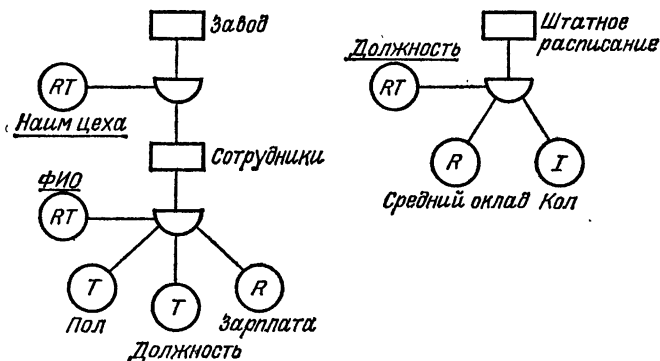 Завод
RT
Наим цеха
Сотрудники
ФИО
RT
T
Пол
T
Должность
R
Зарплата
Штатное
расписание
Должность
RT
R
Средний оклад
I
Кол